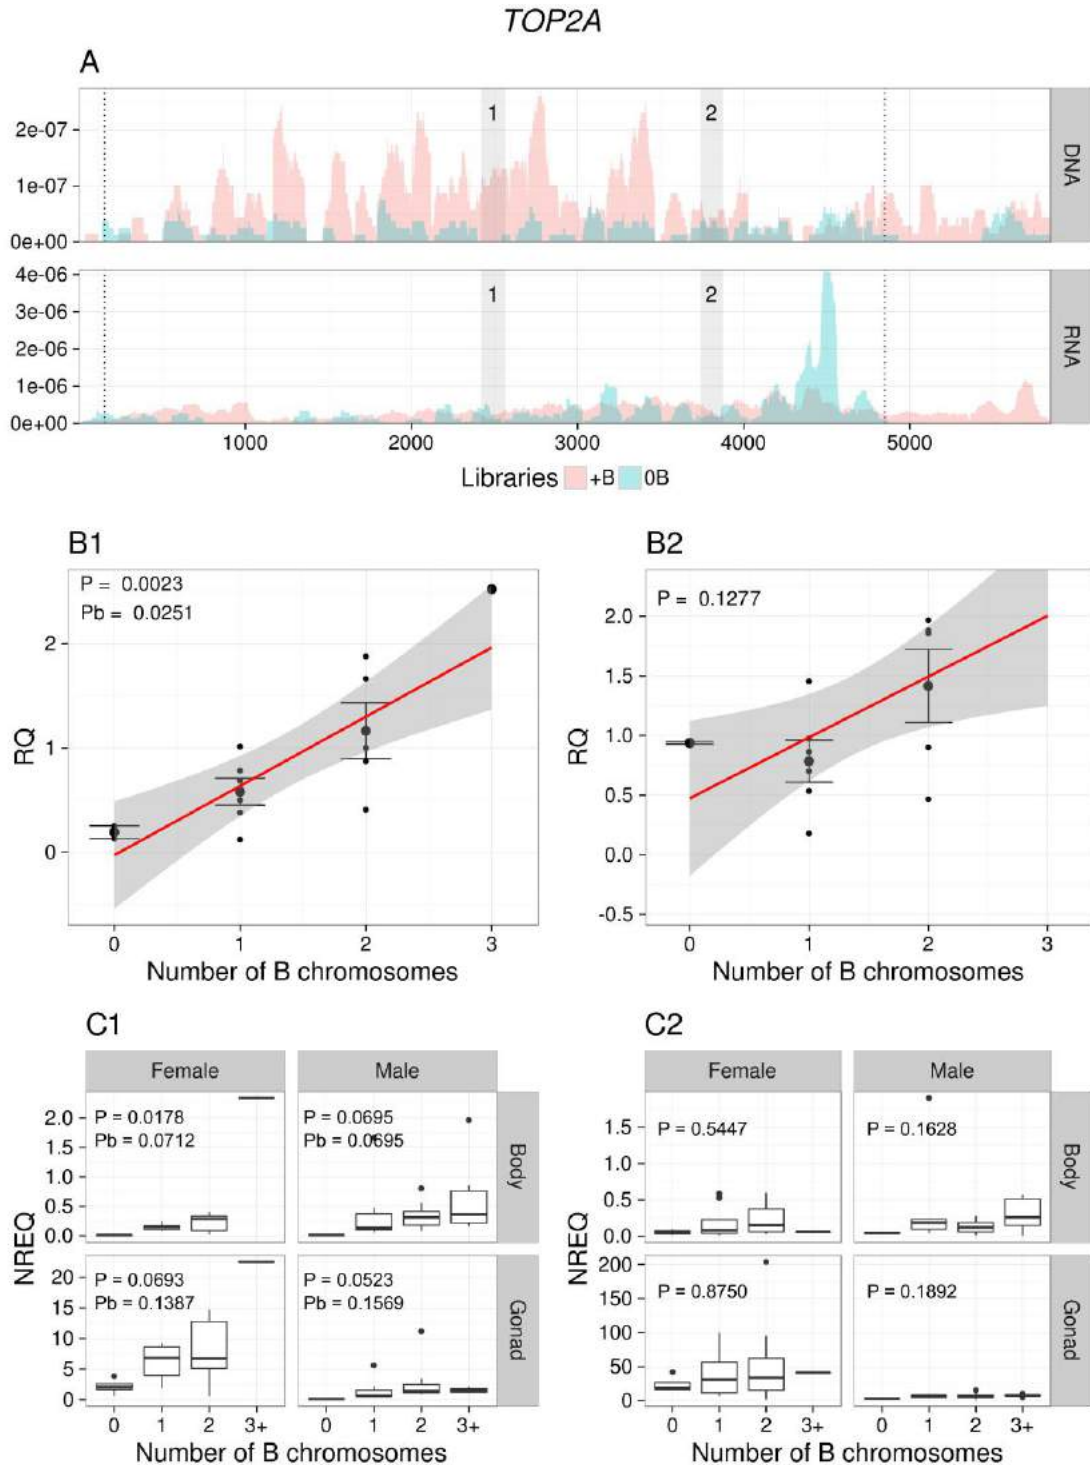 TOP2A
A
1
2
2e-07
1e-07
0e+00
DNA
4e-06
3e-06
2e-06
1e-06
0e+00
1
2
RNA
1000 2000 3000 4000 5000
Libraries +B 0B
B1
P = 0.0023
Pb = 0.0251
2
1
0
RQ
0 1 2 3
Number of B chromosomes
B2
P = 0.1277
2.0
1.5
1.0
0.5
0.0
-0.5
RQ
0 1 2 3
Number of B chromosomes
C1
Female Male
P = 0.0178
Pb = 0.0712
P = 0.0695
Pb = 0.0695
2.0
1.5
1.0
0.5
0.0
Body
NREQ
P = 0.0693
Pb = 0.1387
P = 0.0523
Pb = 0.1569
20
15
10
5
0
Gonad
0 1 2 3+ 0 1 2 3+
Number of B chromosomes
C2
Female Male
P = 0.5447
P = 0.1628
1.5
1.0
0.5
0.0
Body
NREQ
P = 0.8750
P = 0.1892
200
150
100
50
0
Gonad
0 1 2 3+ 0 1 2 3+
Number of B chromosomes